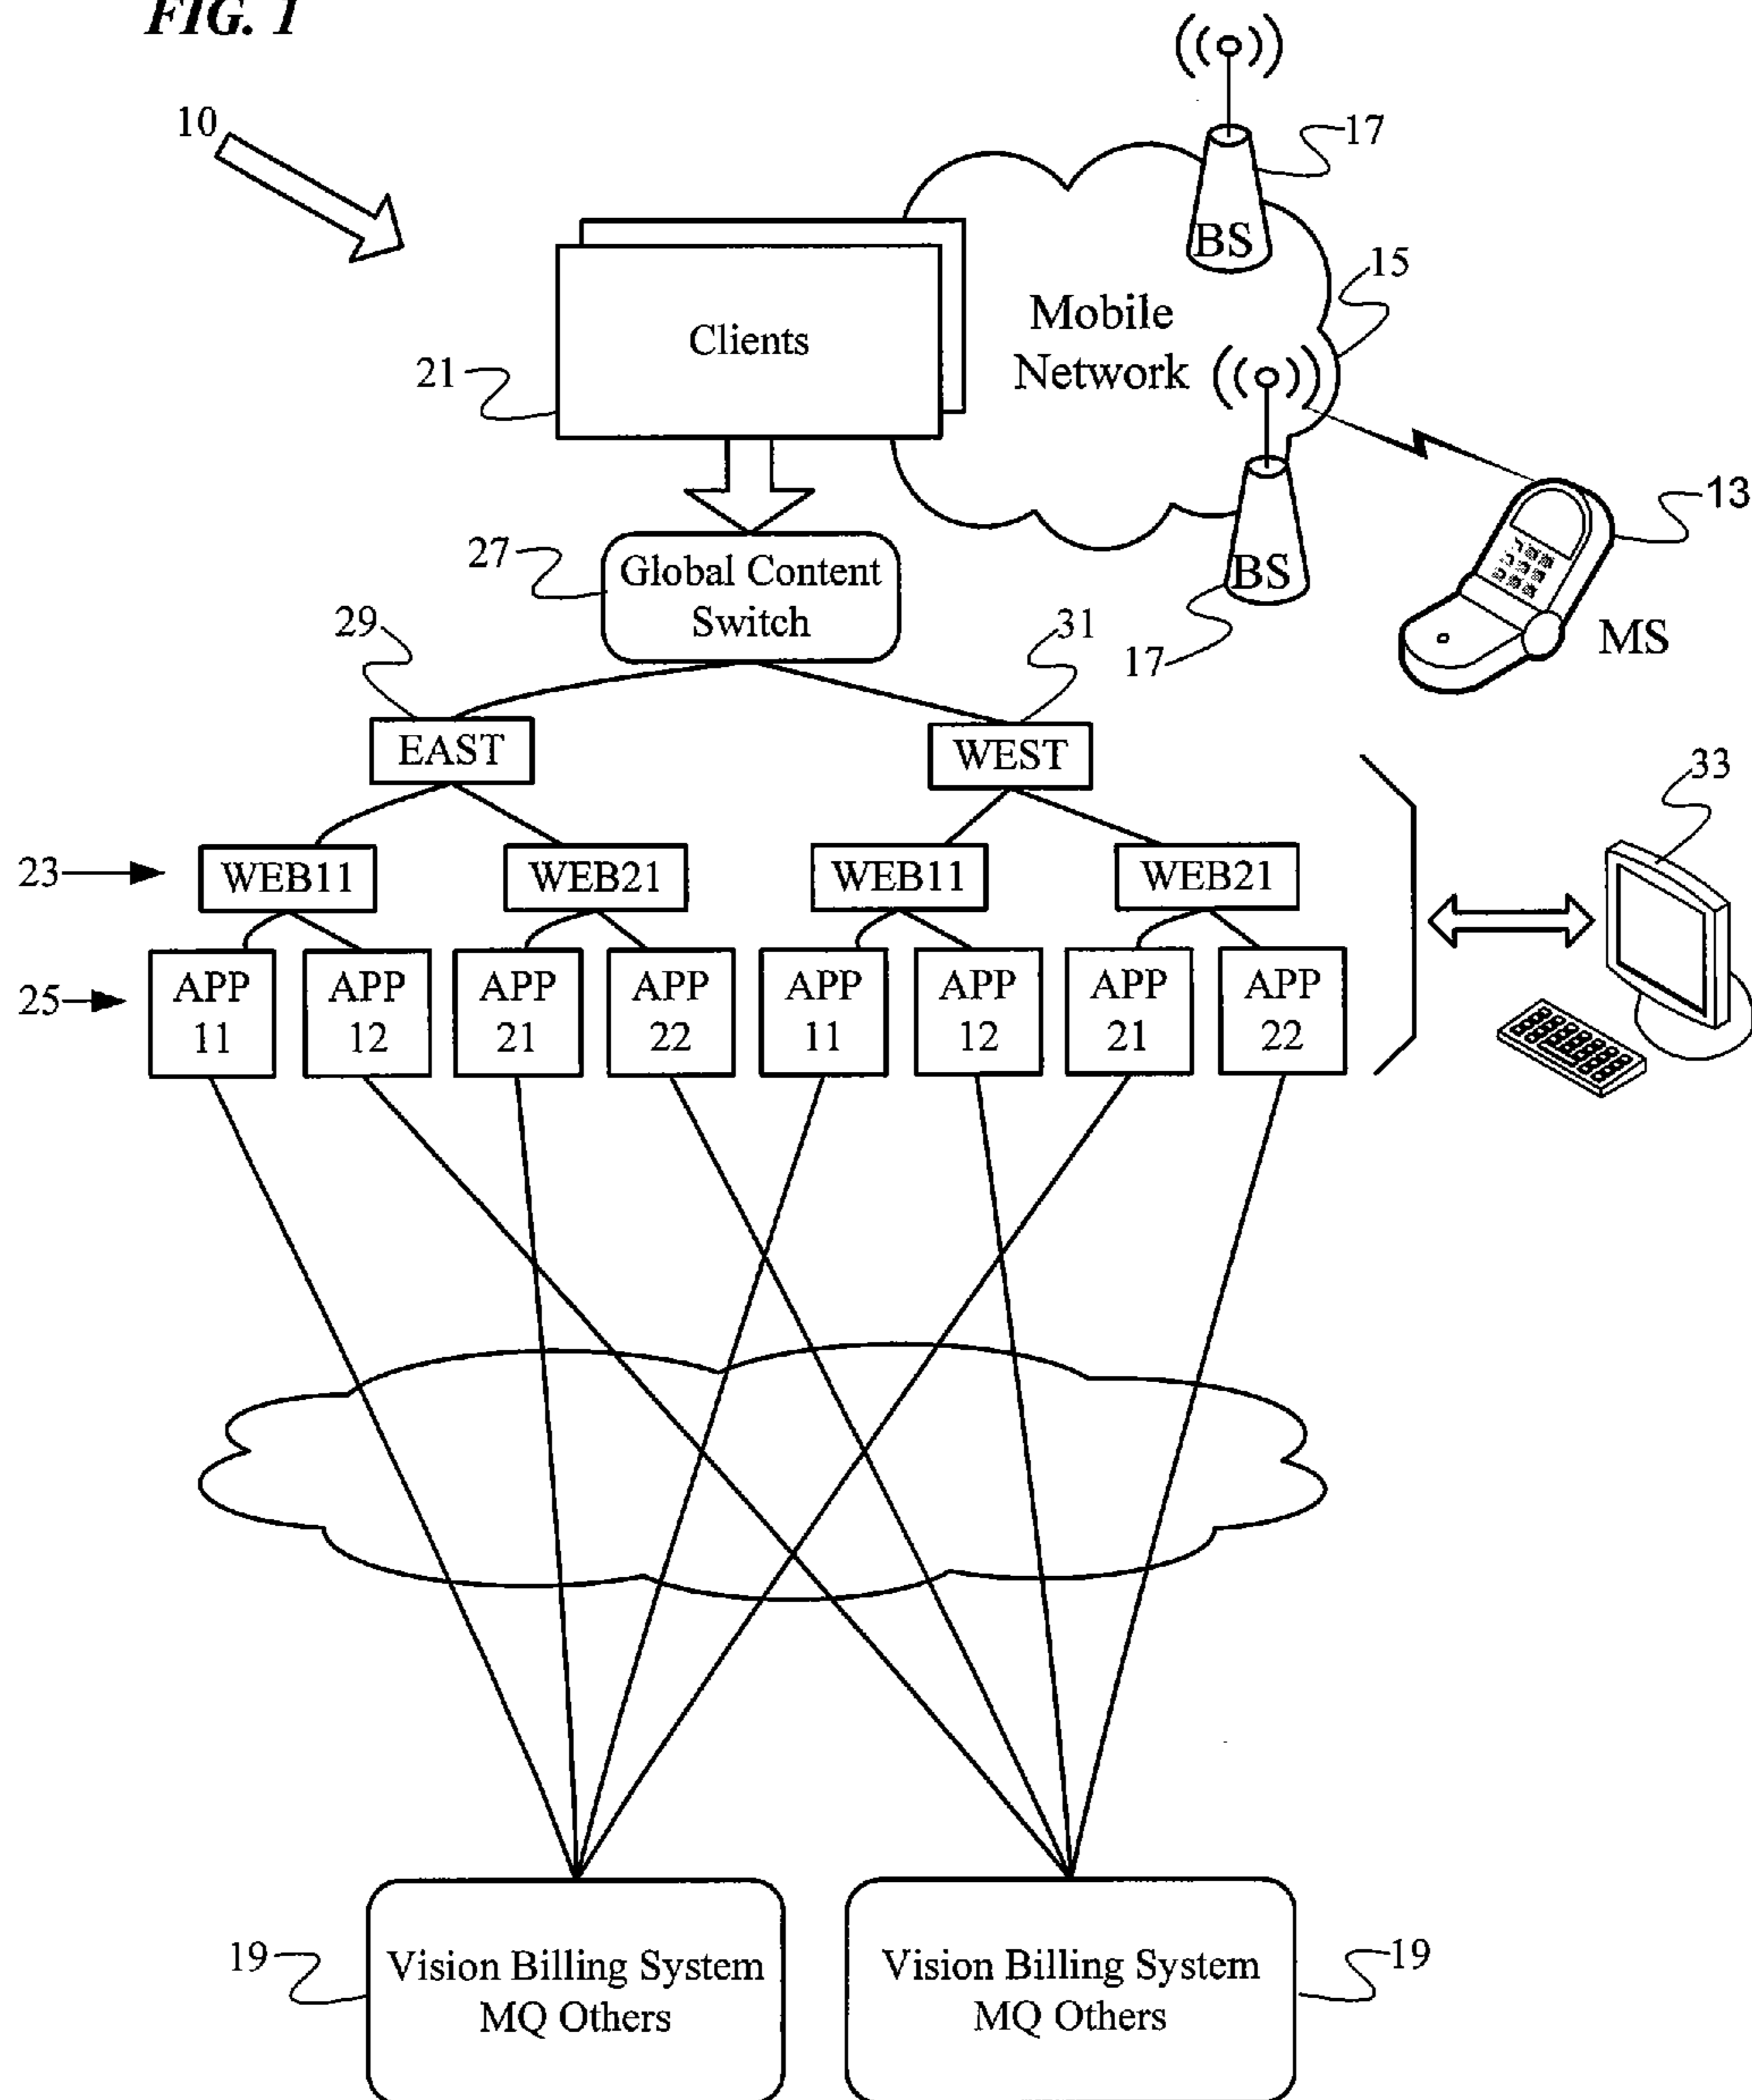 FIG. 1
10
17
BS
15
Mobile
Network
Clients
21
13
BS
27
Global Content
Switch
MS
29
31
17
EAST
WEST
33
23
WEB11
WEB21
WEB11
WEB21
25
APP
11
APP
12
APP
21
APP
22
APP
11
APP
12
APP
21
APP
22
19
Vision Billing System
MQ Others
Vision Billing System
MQ Others
19